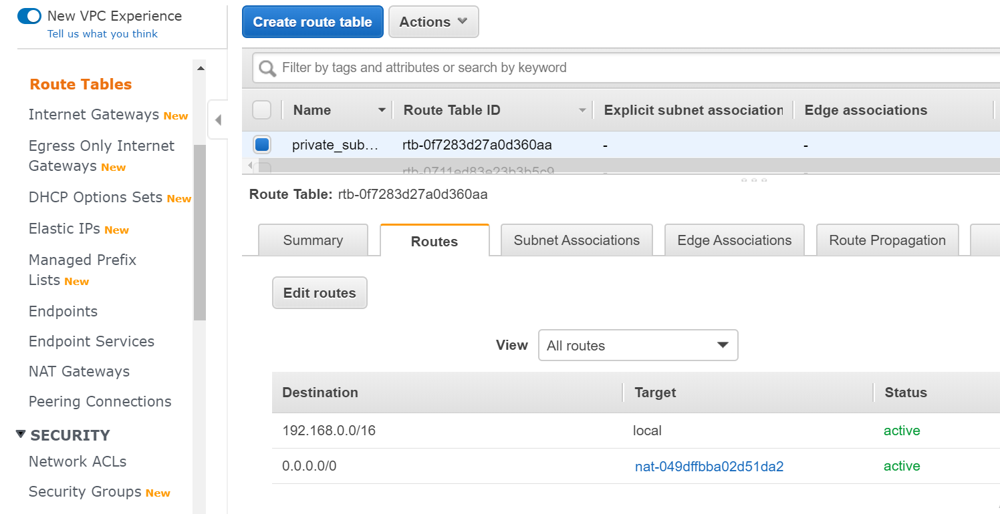 New VPC Experience
Tell us what you think
Route Tables
Internet Gateways New
Egress Only Internet
Gateways New
DHCP Options Sets New
Elastic IPs New
Managed Prefix
Lists New
Endpoints
Endpoint Services
NAT Gateways
Peering Connections
SECURITY
Network ACLs
Security Groups New
Create route table Actions
Filter by tags and attributes or search by keyword
Name Route Table ID Explicit subnet association Edge associations
private_sub... rtb-0f7283d27a0d360aa - -
rtb-0711ed83e23b3b5c9 - -
Route Table: rtb-0f7283d27a0d360aa
Summary Routes Subnet Associations Edge Associations Route Propagation
Edit routes
View All routes
Destination Target Status
192.168.0.0/16 local active
0.0.0.0/0 nat-049dffbba02d51da2 active